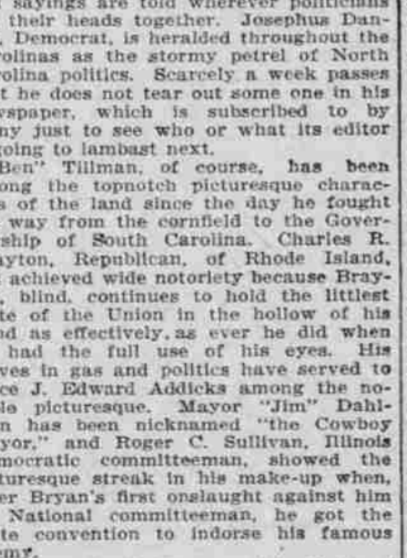 sayings are told wherever politicians
their heads together. Josephus Dan-
, Democrat, is heralded throughout the
olinas as the stormy petrel of North
olina politics. Scarcely a week passes
t he does not tear out some one in his
wspaper, which is subscribed to by
ny just to see who or what its editor
going to lambast next.
Ben" Tillman, of course, has been
ong the topnotch picturesque charac-
s of the land since the day he fought
way from the cornfield to the Gover-
ship of South Carolina. Charles R.
ayton, Republican, of Rhode Island,
achieved wide notoriety because Bray-
, blind, continues to hold the littlest
te of the Union in the hollow of his
nd as effectively, as ever he did when
had the full use of his eyes. His
ves in gas and politics have served to
ce J. Edward Addicks among the no-
le picturesque. Mayor "Jim" Dahl-
n has been nicknamed "the Cowboy
yor," and Roger C. Sullivan, Illinois
mocratic committeeman, showed the
turesque streak in his make-up when,
er Bryan's first onslaught against him
National committeeman, he got the
te convention to indorse his famous
emy.